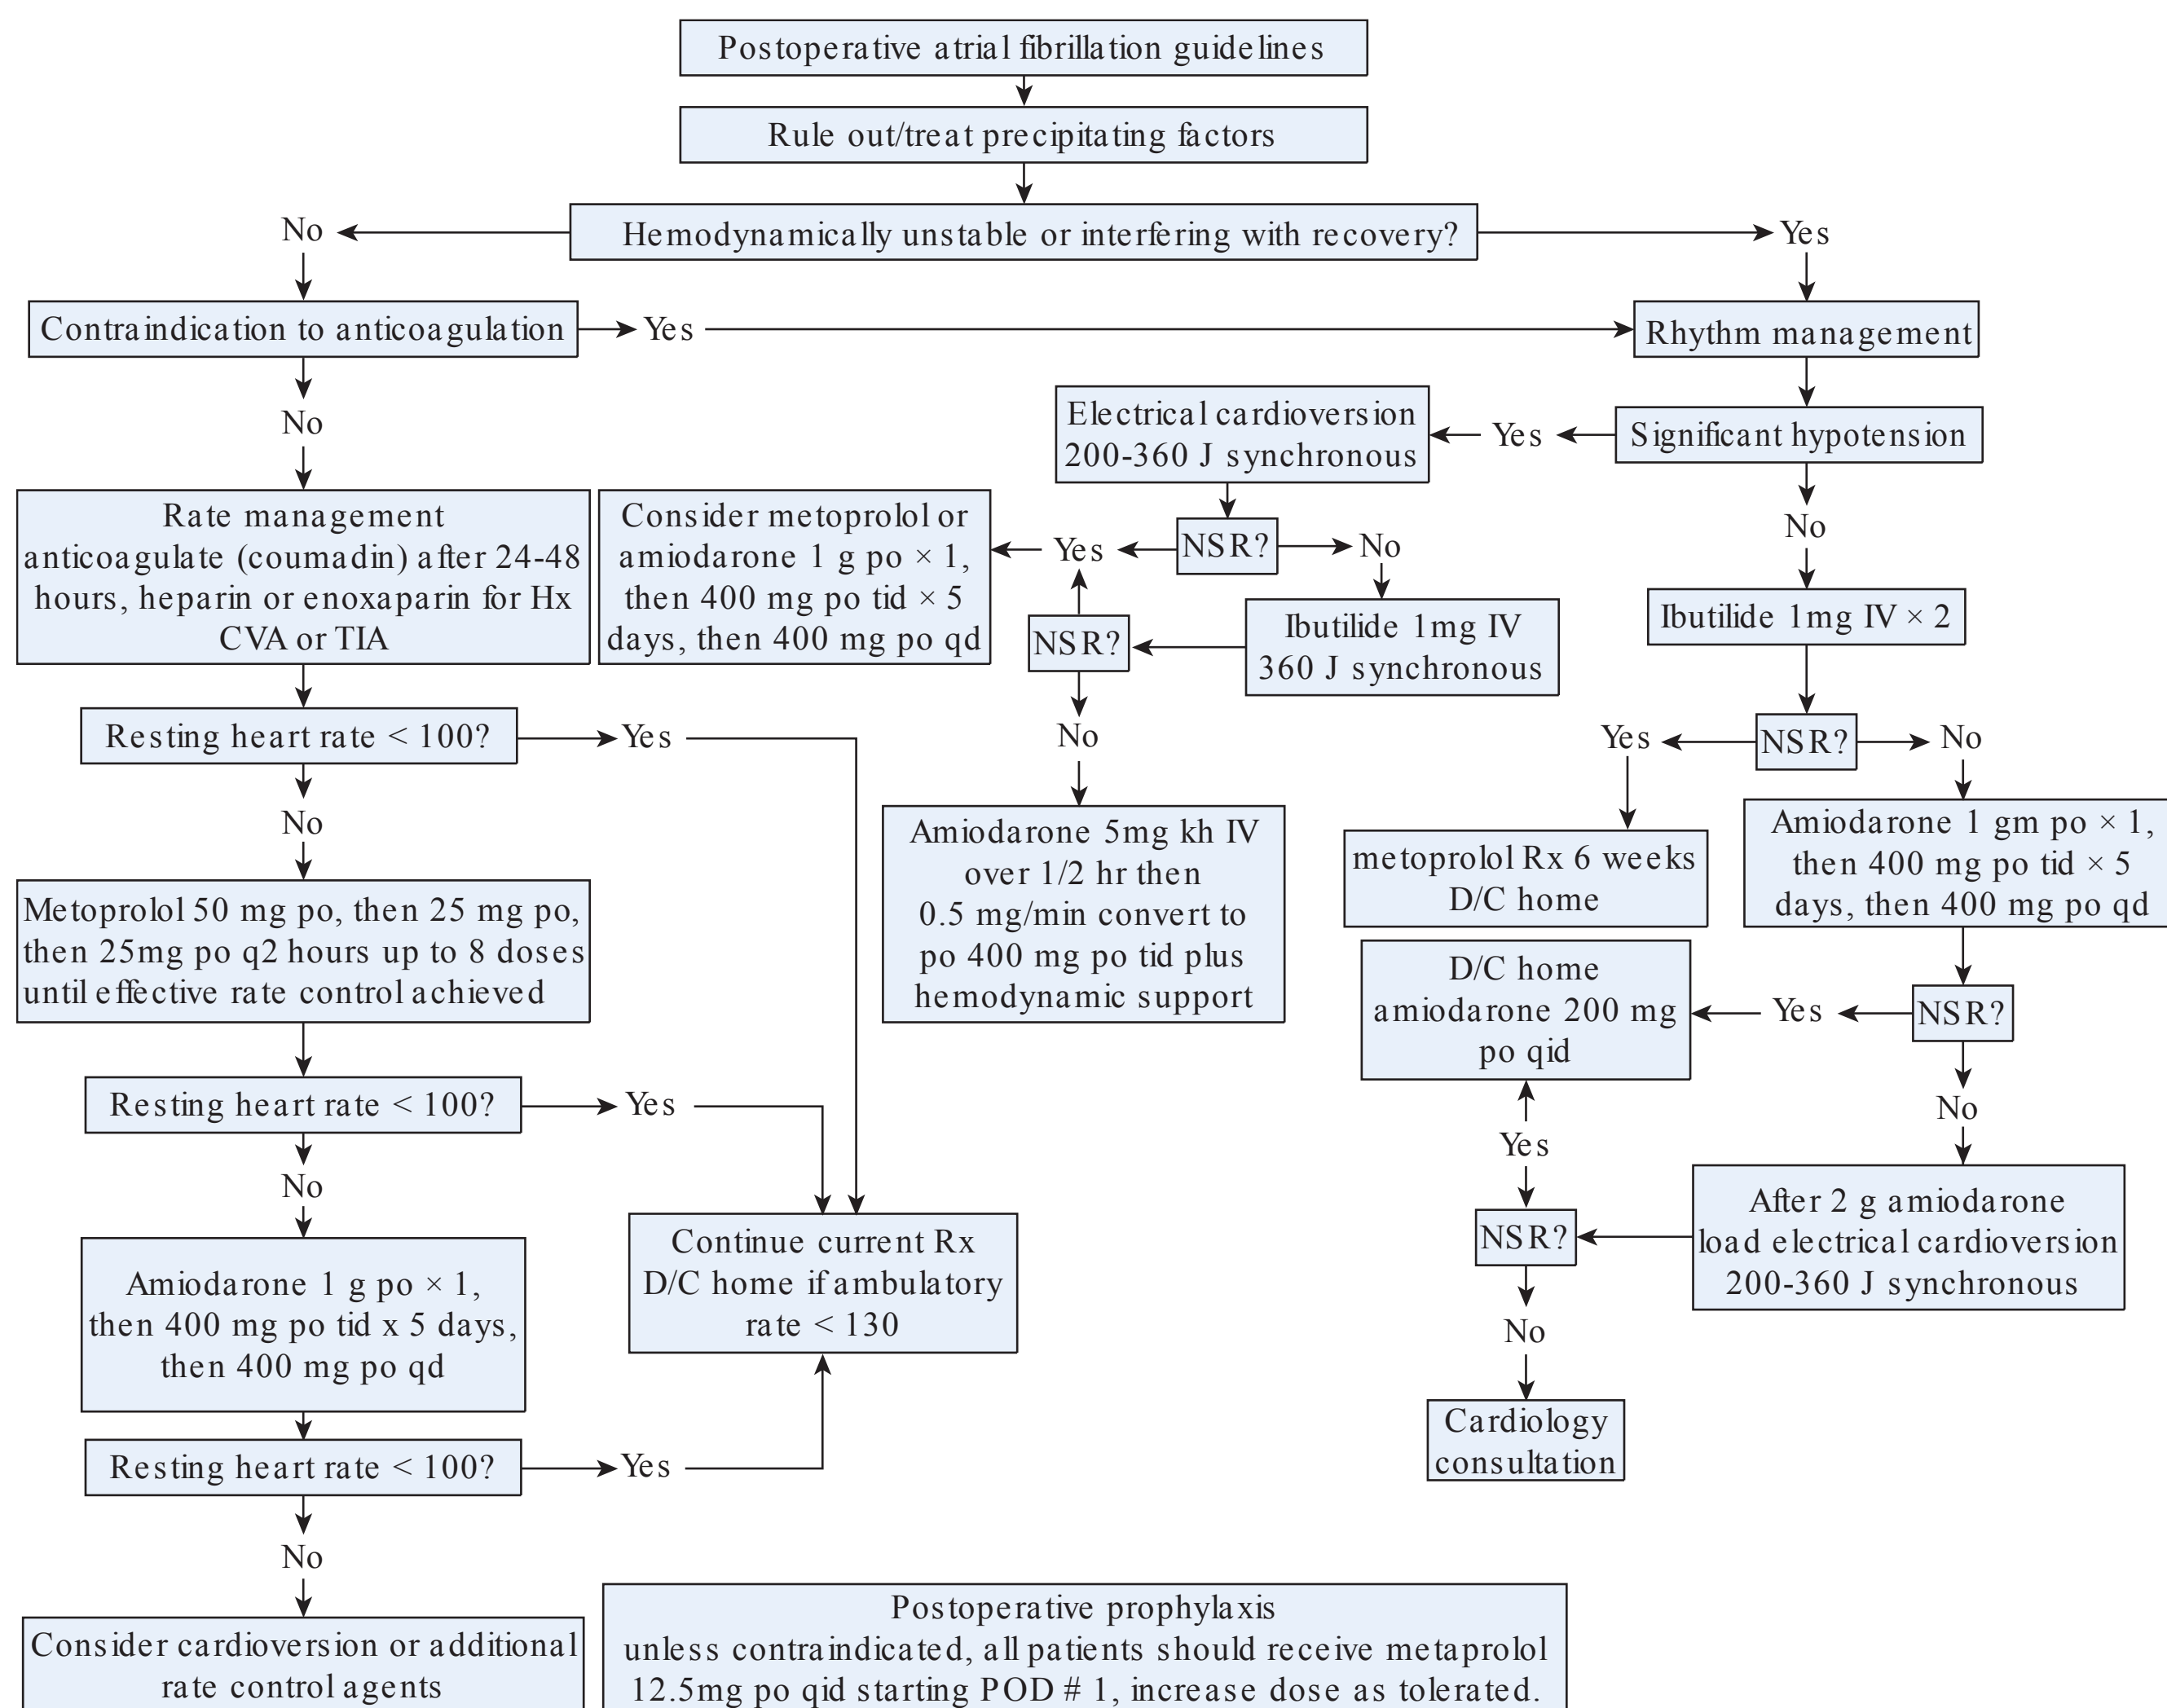 Postoperative atrial fibrillation guidelines
Rule out/treat precipitating factors
Hemodynamically unstable or interfering with recovery?
No
Yes
Contraindication to anticoagulation
Yes
Rhythm management
No
Electrical cardioversion
200-360 J synchronous
Yes
Significant hypotension
No
Rate management
anticoagulate (coumadin) after 24-48
hours, heparin or enoxaparin for Hx
CVA or TIA
Consider metoprolol or
amiodarone 1 g po × 1,
then 400 mg po tid × 5
days, then 400 mg po qd
Yes
NSR?
No
NSR?
Ibutilide 1mg IV
360 J synchronous
Ibutilide 1mg IV × 2
Resting heart rate < 100?
Yes
No
Yes
NSR?
No
No
Amiodarone 5mg kh IV
over 1/2 hr then
0.5 mg/min convert to
po 400 mg po tid plus
hemodynamic support
metoprolol Rx 6 weeks
D/C home
Amiodarone 1 gm po × 1,
then 400 mg po tid × 5
days, then 400 mg po qd
Metoprolol 50 mg po, then 25 mg po,
then 25mg po q2 hours up to 8 doses
until effective rate control achieved
D/C home
amiodarone 200 mg
po qid
Yes
NSR?
Resting heart rate < 100?
Yes
No
Yes
No
After 2 g amiodarone
load electrical cardioversion
200-360 J synchronous
NSR?
Amiodarone 1 g po × 1,
then 400 mg po tid x 5 days,
then 400 mg po qd
Continue current Rx
D/C home if ambulatory
rate < 130
No
Cardiology
consultation
Resting heart rate < 100?
Yes
No
Consider cardioversion or additional
rate control agents
Postoperative prophylaxis
unless contraindicated, all patients should receive metaprolol
12.5mg po qid starting POD # 1, increase dose as tolerated.